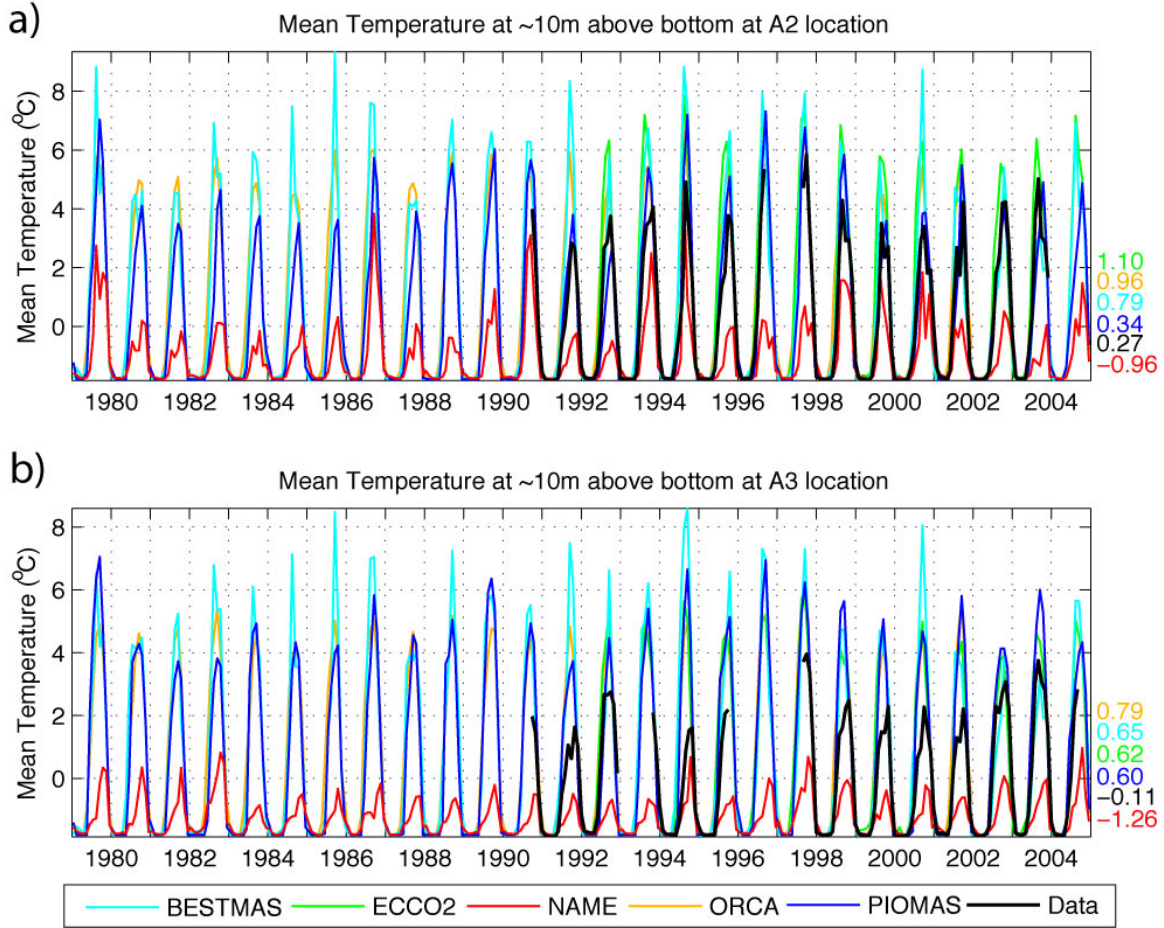 a)
Mean Temperature at ~10m above bottom at A2 location
Mean Temperature (ºC)
8
6
4
2
0
1.10
0.96
0.79
0.34
0.27
−0.96
1980 1982 1984 1986 1988 1990 1992 1994 1996 1998 2000 2002 2004
b)
Mean Temperature at ~10m above bottom at A3 location
Mean Temperature (ºC)
8
6
4
2
0
0.79
0.65
0.62
0.60
−0.11
−1.26
1980 1982 1984 1986 1988 1990 1992 1994 1996 1998 2000 2002 2004
BESTMAS ECCO2 NAME ORCA PIOMAS Data